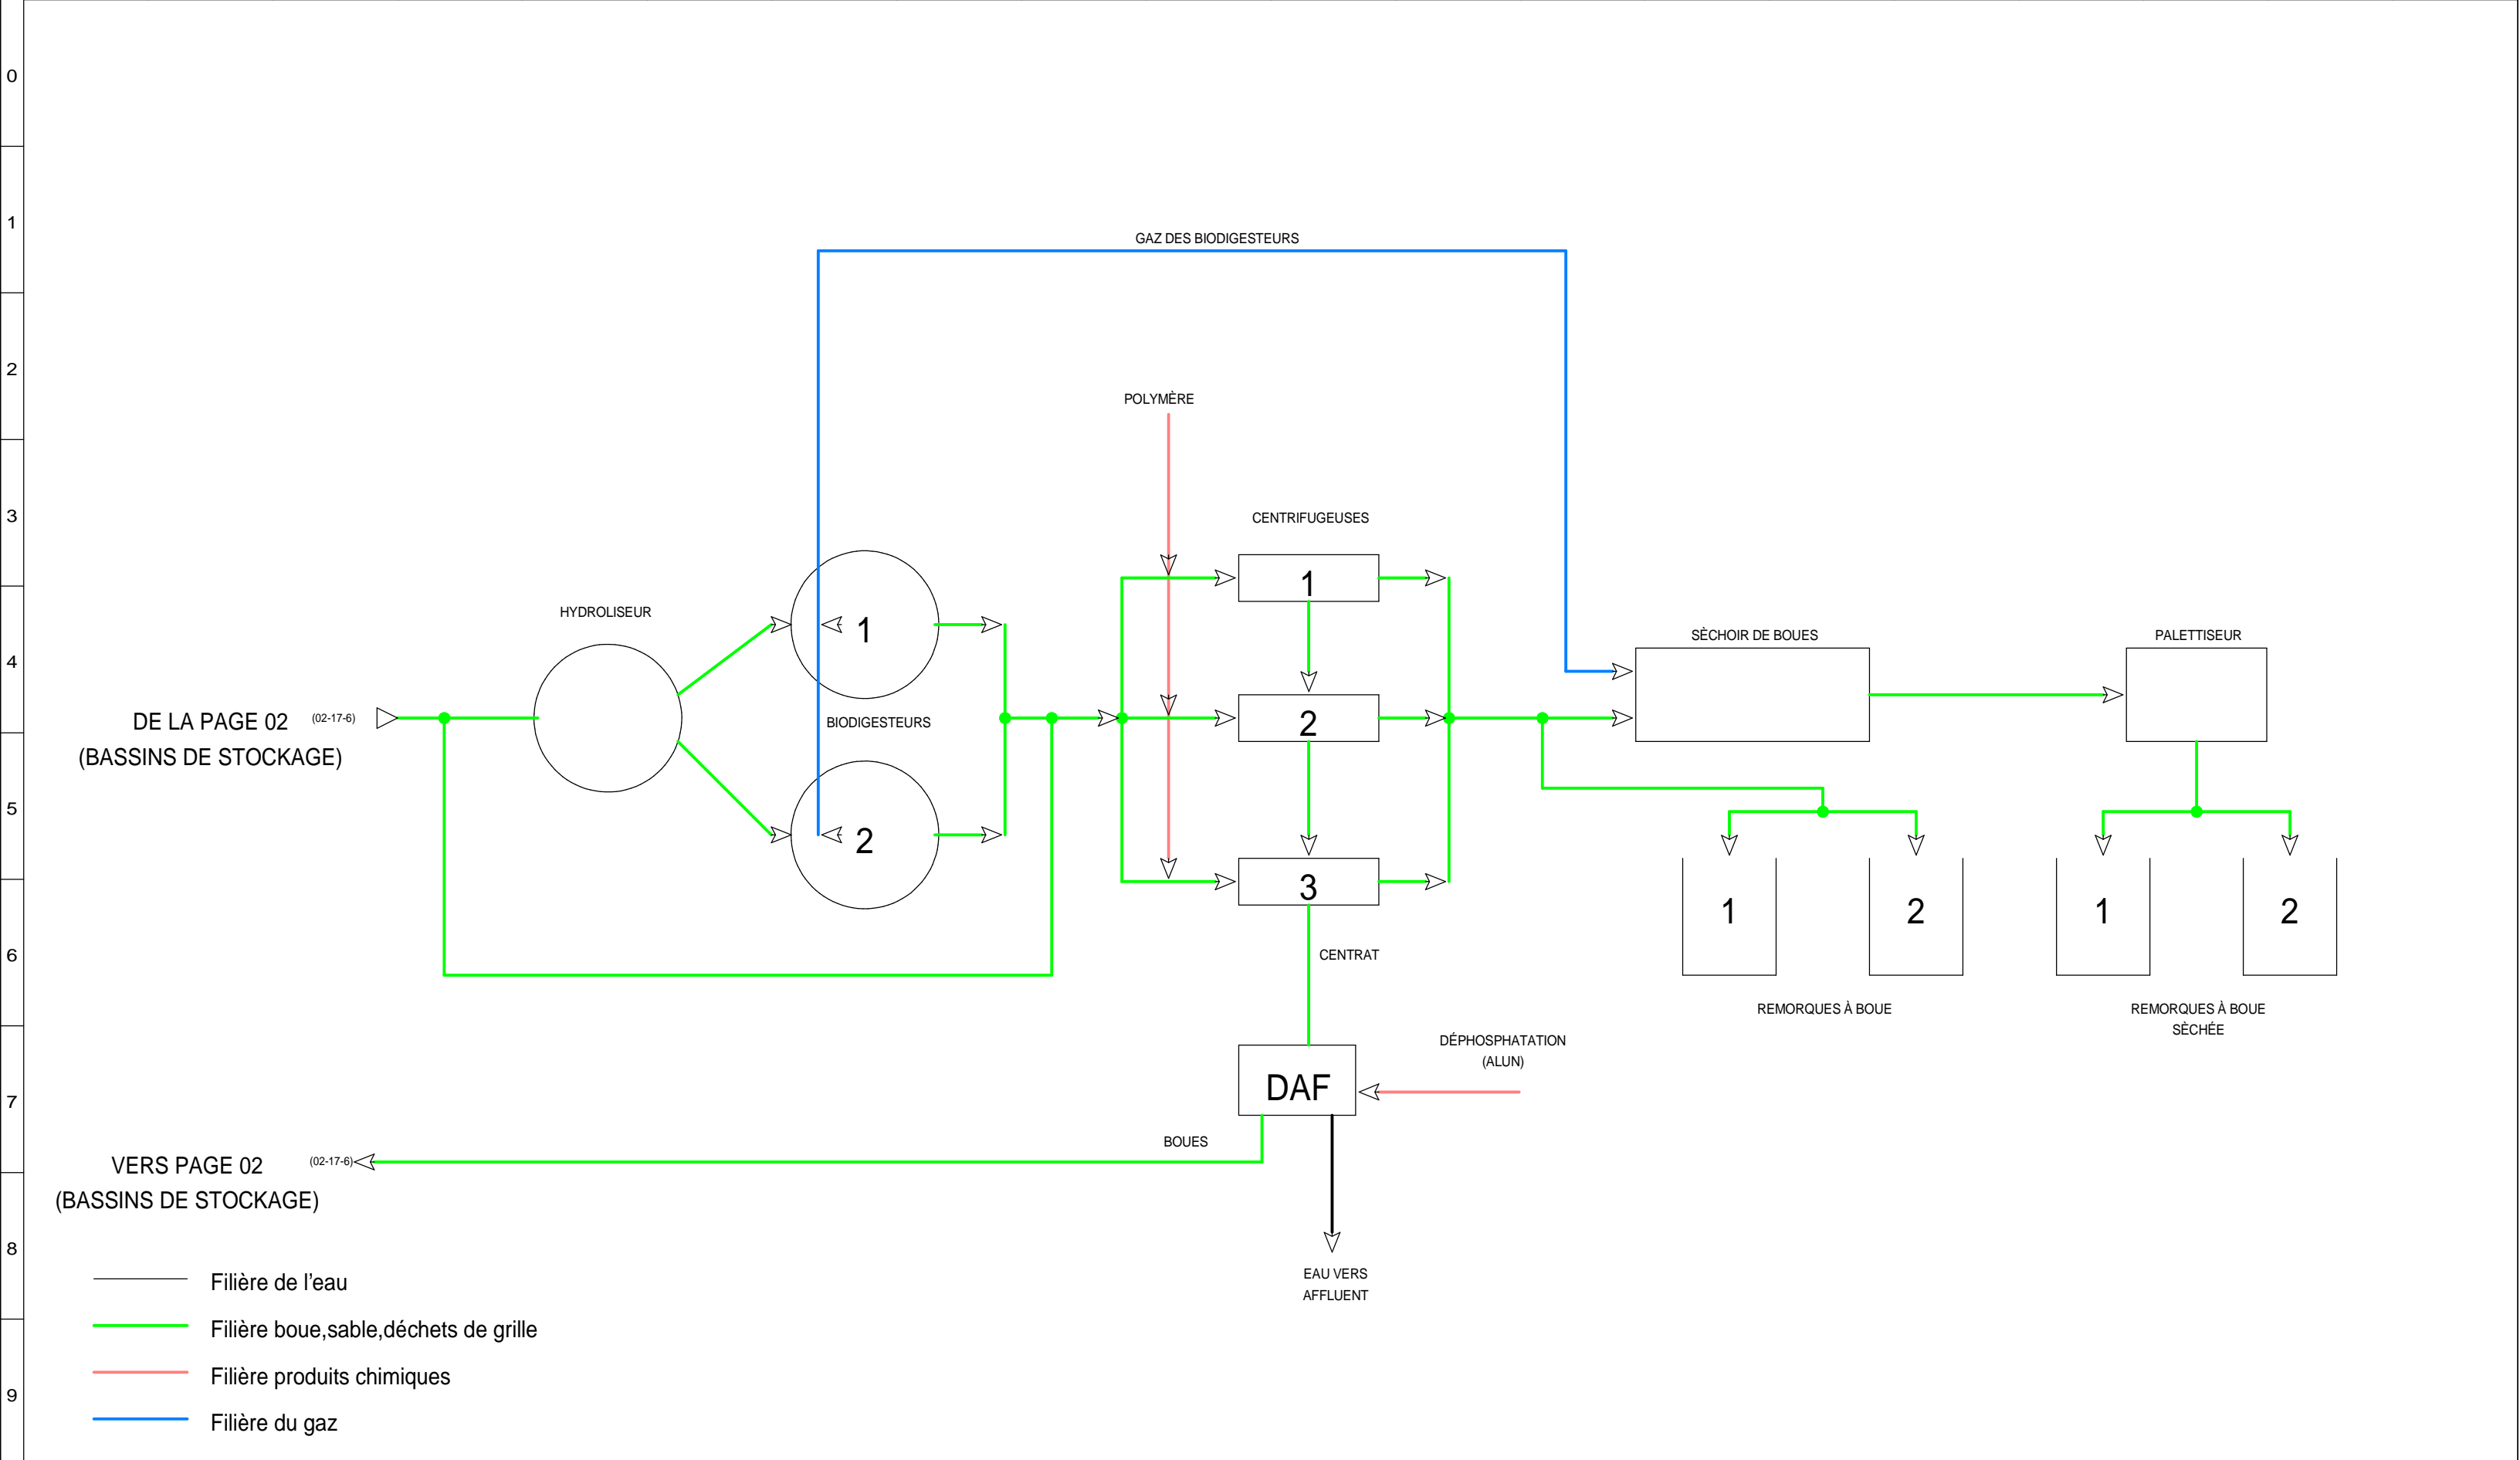 0
1
GAZ DES BIODIGESTEURS
2
POLYMÈRE
3
CENTRIFUGEUSES
1
HYDROLISEUR
1
SÈCHOIR DE BOUES
PALETTISEUR
4
DE LA PAGE 02 (02-17-6)
(BASSINS DE STOCKAGE)
BIODIGESTEURS
2
5
2
3
1
2
1
2
6
CENTRAT
REMORQUES À BOUE
REMORQUES À BOUE
SÈCHÉE
DÉPHOSPHATATION
(ALUN)
DAF
7
BOUES
VERS PAGE 02 (02-17-6)
(BASSINS DE STOCKAGE)
8
EAU VERS
AFFLUENT
Filière de l'eau
Filière boue,sable,déchets de grille
Filière produits chimiques
9
Filière du gaz